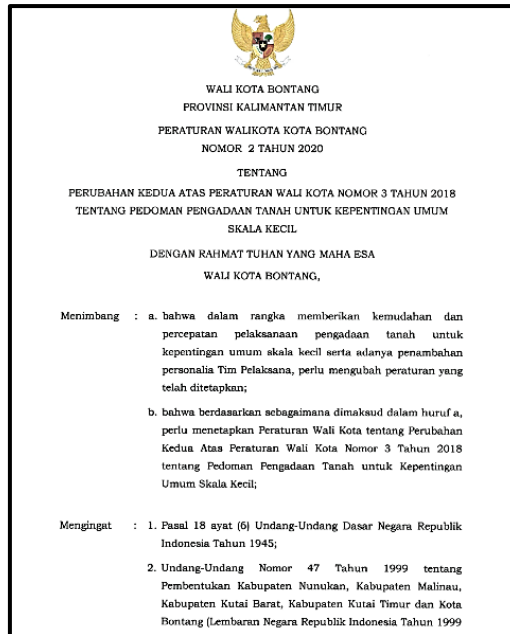 WALI KOTA BONTANG
PROVINSI KALIMANTAN TIMUR
PERATURAN WALIKOTA KOTA BONTANG
NOMOR 2 TAHUN 2020
TENTANG
PERUBAHAN KEDUA ATAS PERATURAN WALI KOTA NOMOR 3 TAHUN 2018
TENTANG PEDOMAN PENGADAAN TANAH UNTUK KEPENTINGAN UMUM
SKALA KECIL
DENGAN RAHMAT TUHAN YANG MAHA ESA
WALI KOTA BONTANG,
Menimbang : a. bahwa dalam rangka memberikan kemudahan dan
percepatan pelaksanaan pengadaan tanah untuk
kepentingan umum skala kecil serta adanya penambahan
personalia Tim Pelaksana, perlu mengubah peraturan yang
telah ditetapkan;
b. bahwa berdasarkan sebagaimana dimaksud dalam huruf a,
perlu menetapkan Peraturan Wali Kota tentang Perubahan
Kedua Atas Peraturan Wali Kota Nomor 3 Tahun 2018
tentang Pedoman Pengadaan Tanah untuk Kepentingan
Umum Skala Kecil;
Mengingat : 1. Pasal 18 ayat (6) Undang-Undang Dasar Negara Republik
Indonesia Tahun 1945;
2. Undang-Undang Nomor 47 Tahun 1999 tentang
Pembentukan Kabupaten Nunukan, Kabupaten Malinau,
Kabupaten Kutai Barat, Kabupaten Kutai Timur dan Kota
Bontang (Lembaran Negara Republik Indonesia Tahun 1999